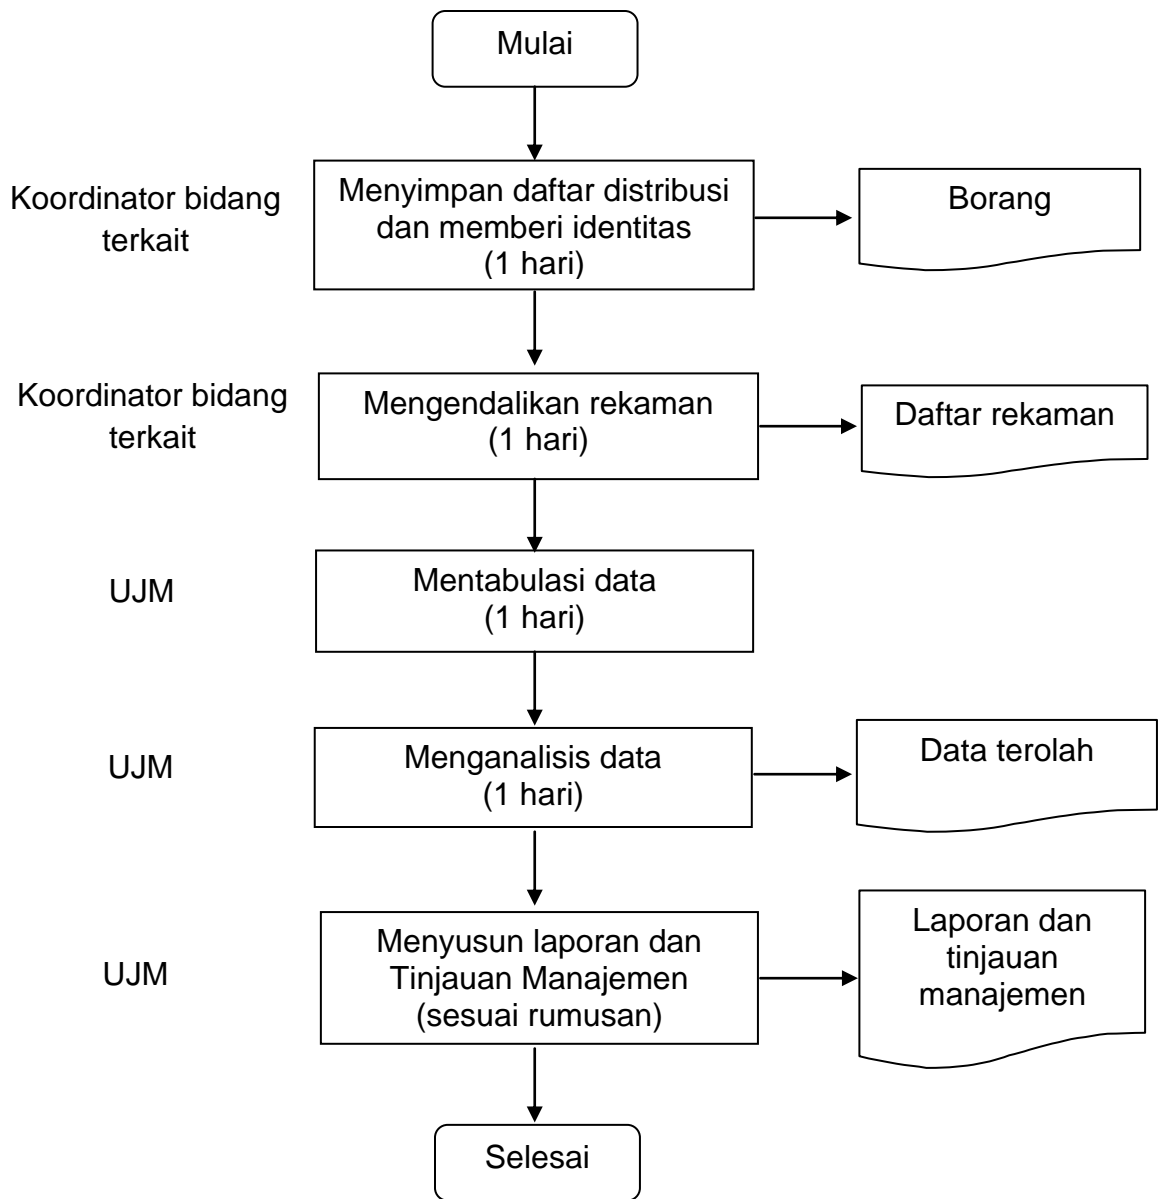 Mulai
Koordinator bidang
terkait
Menyimpan daftar distribusi
dan memberi identitas
(1 hari)
Borang
Koordinator bidang
terkait
Mengendalikan rekaman
(1 hari)
Daftar rekaman
UJM
Mentabulasi data
(1 hari)
UJM
Menganalisis data
(1 hari)
Data terolah
UJM
Menyusun laporan dan
Tinjauan Manajemen
(sesuai rumusan)
Laporan dan
tinjauan
manajemen
Selesai